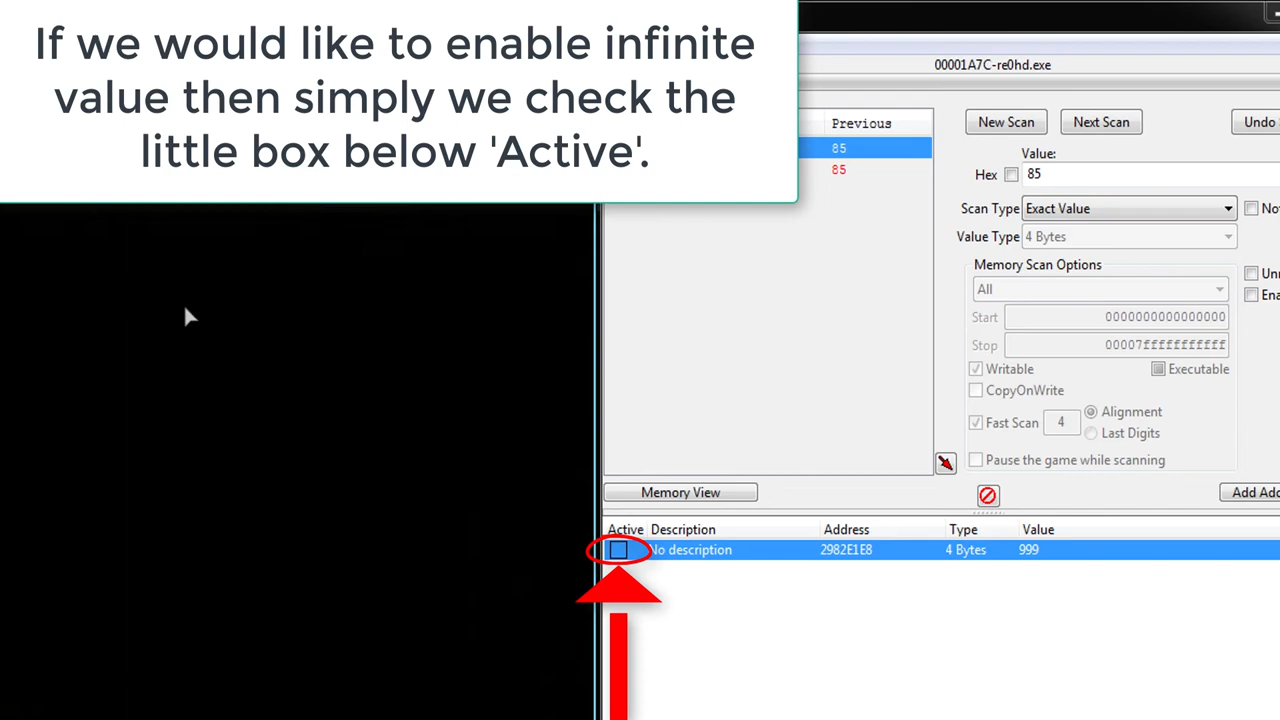 If we would like to enable infinite
value then simply we check the
little box below 'Active'.
00001A7C-re0hd.exe
Previous
85
85
New Scan
Next Scan
Undo
Value:
Hex
85
Scan Type
Exact Value
Value Type
4 Bytes
Memory Scan Options
All
Start
0000000000000000
Stop
00007fffffffffff
Writable
Executable
CopyOnWrite
Fast Scan
4
Alignment
Last Digits
Pause the game while scanning
Memory View
Active Description Address Type Value
No description 2982E1E8 4 Bytes 999